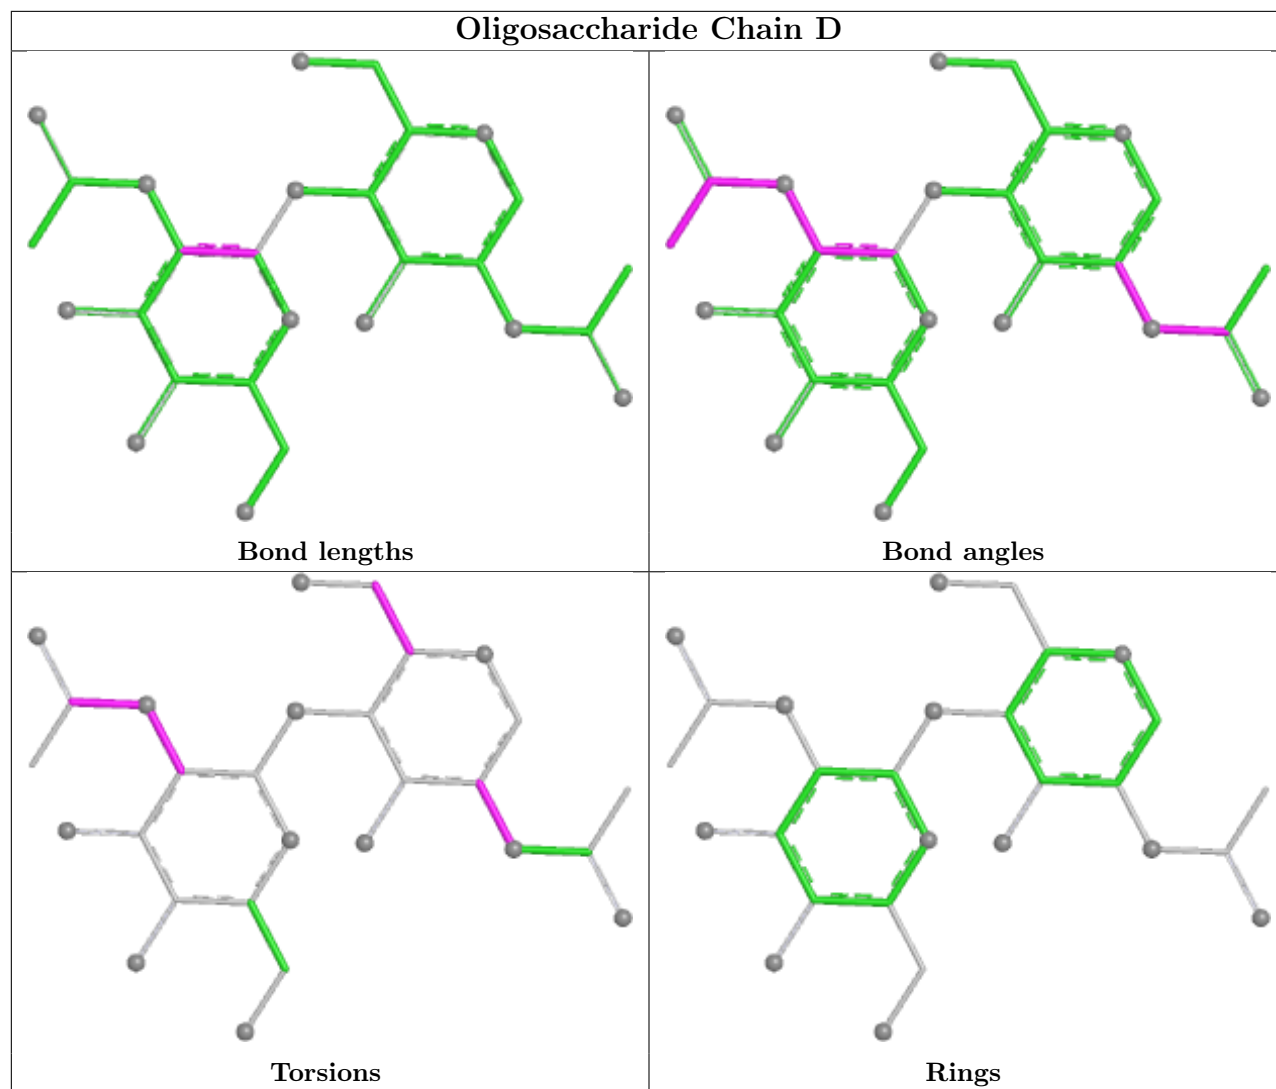 Oligosaccharide Chain D
Bond lengths
Bond angles
Torsions
Rings